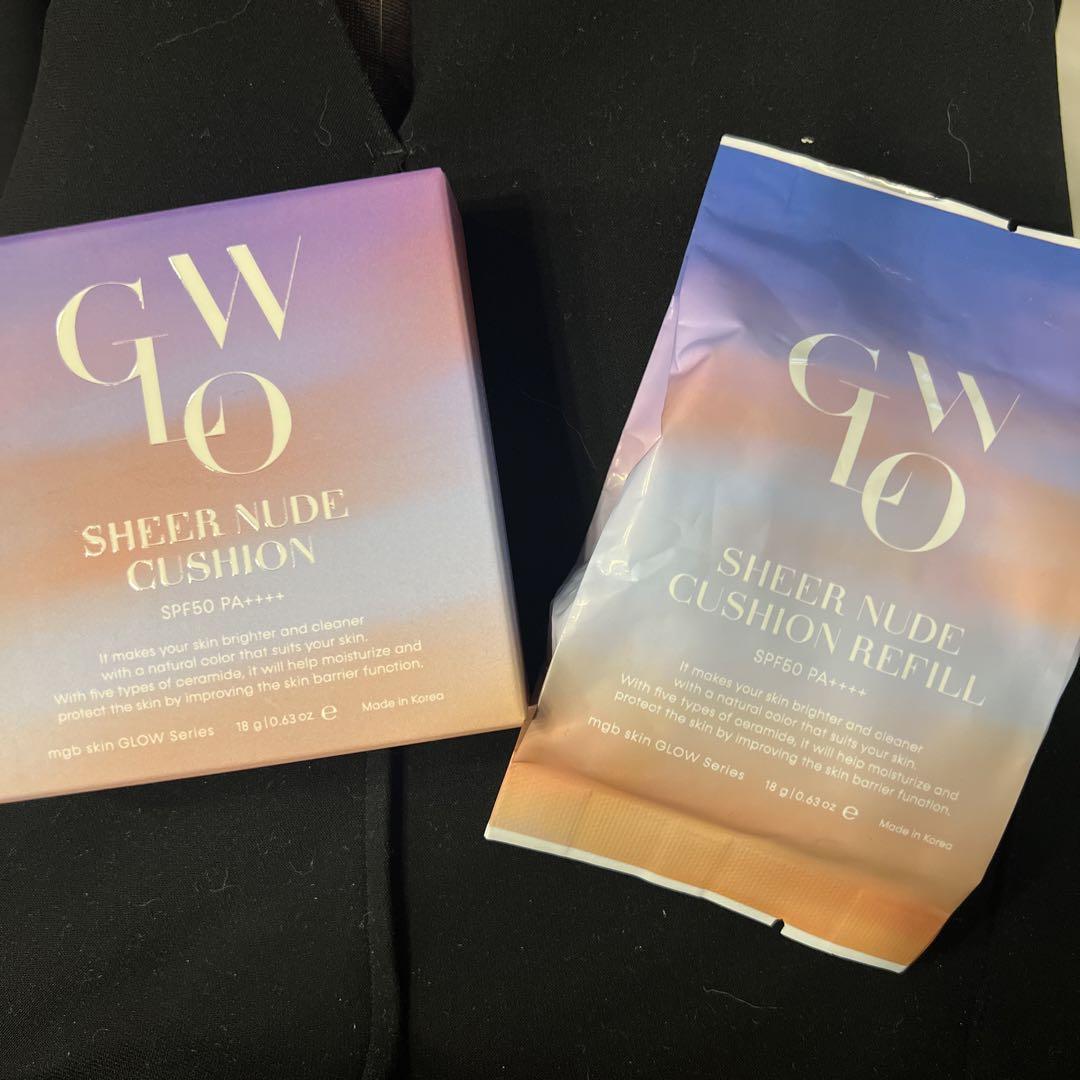 GLOW
SHEER NUDE
CUSHION
SPF50 PA++++
It makes your skin brighter and cleaner
with a natural color that suits your skin.
With five types of ceramide, it will help moisturize and
protect the skin by improving the skin barrier function.
mgb skin GLOW Series 18 g | 0.63 oz ℮ Made in Korea
GLOW
SHEER NUDE
CUSHION REFILL
SPF50 PA++++
It makes your skin brighter and cleaner
with a natural color that suits your skin.
With five types of ceramide, it will help moisturize and
protect the skin by improving the skin barrier function.
mgb skin GLOW Series 18 g | 0.63 oz ℮ Made in Korea